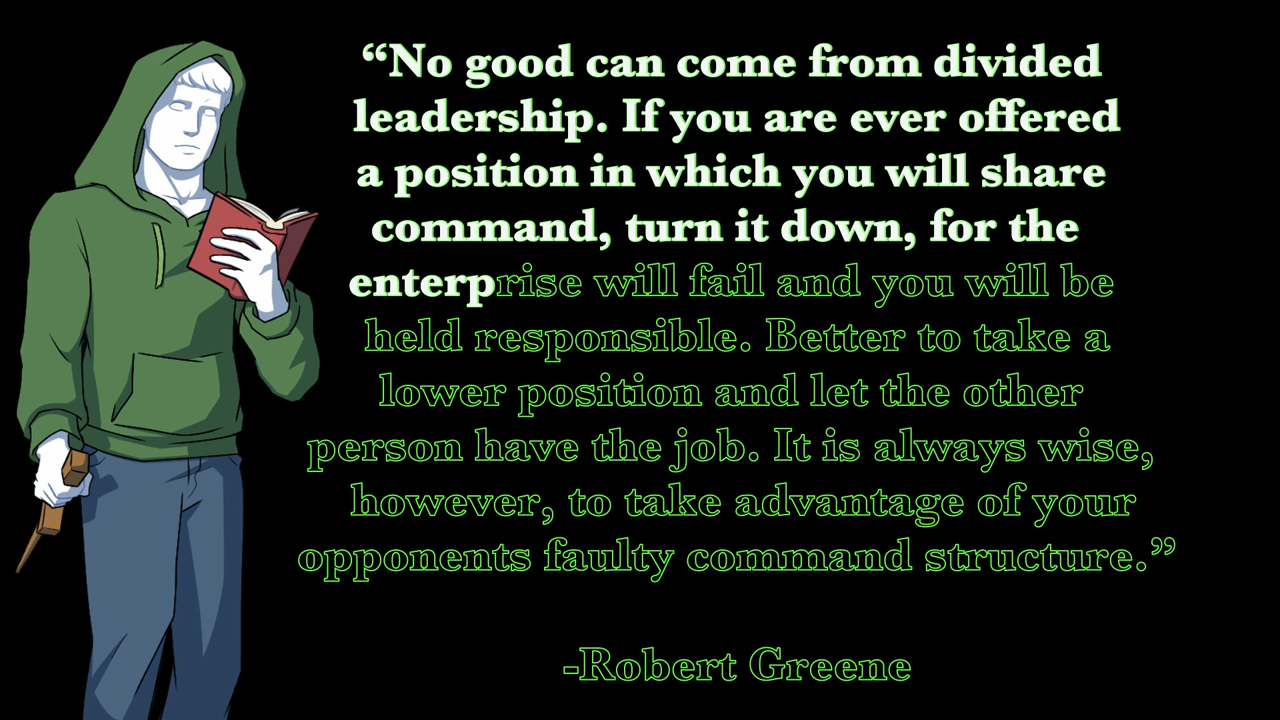 “No good can come from divided
leadership. If you are ever offered
a position in which you will share
command, turn it down, for the
enterprise will fail and you will be
held responsible. Better to take a
lower position and let the other
person have the job. It is always wise,
however, to take advantage of your
opponents faulty command structure.”
-Robert Greene